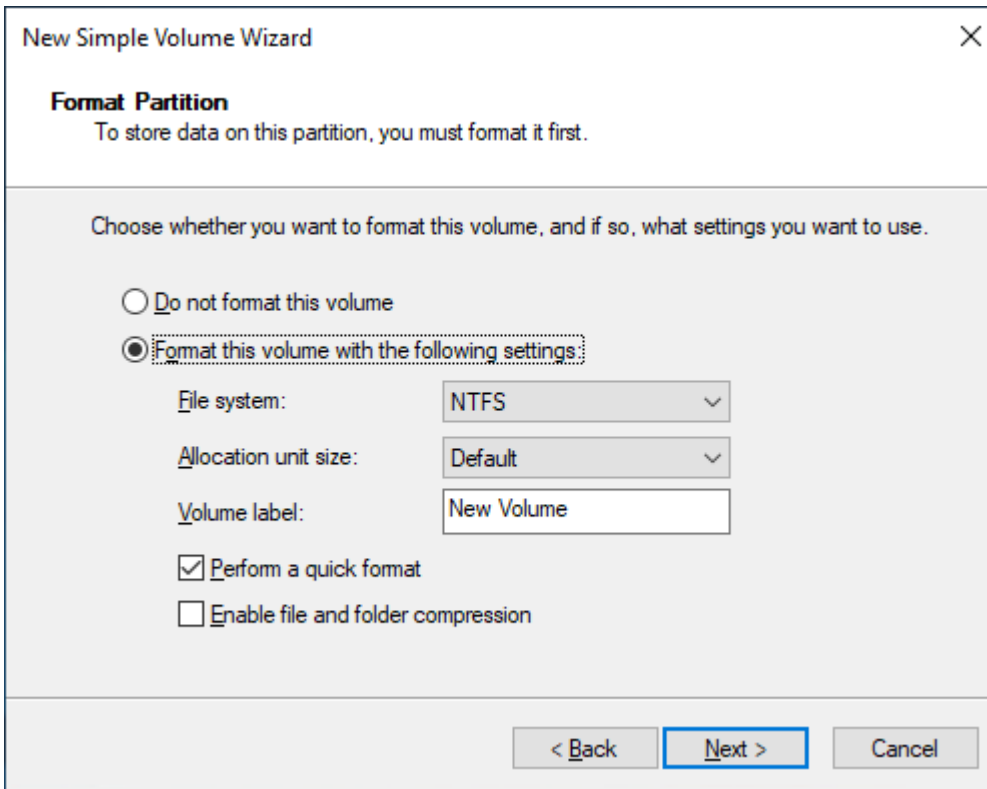 New Simple Volume Wizard
Format Partition
To store data on this partition, you must format it first.
Choose whether you want to format this volume, and if so, what settings you want to use.
Do not format this volume
Format this volume with the following settings:
File system:
NTFS
Allocation unit size:
Default
Volume label:
New Volume
Perform a quick format
Enable file and folder compression
< Back
Next >
Cancel